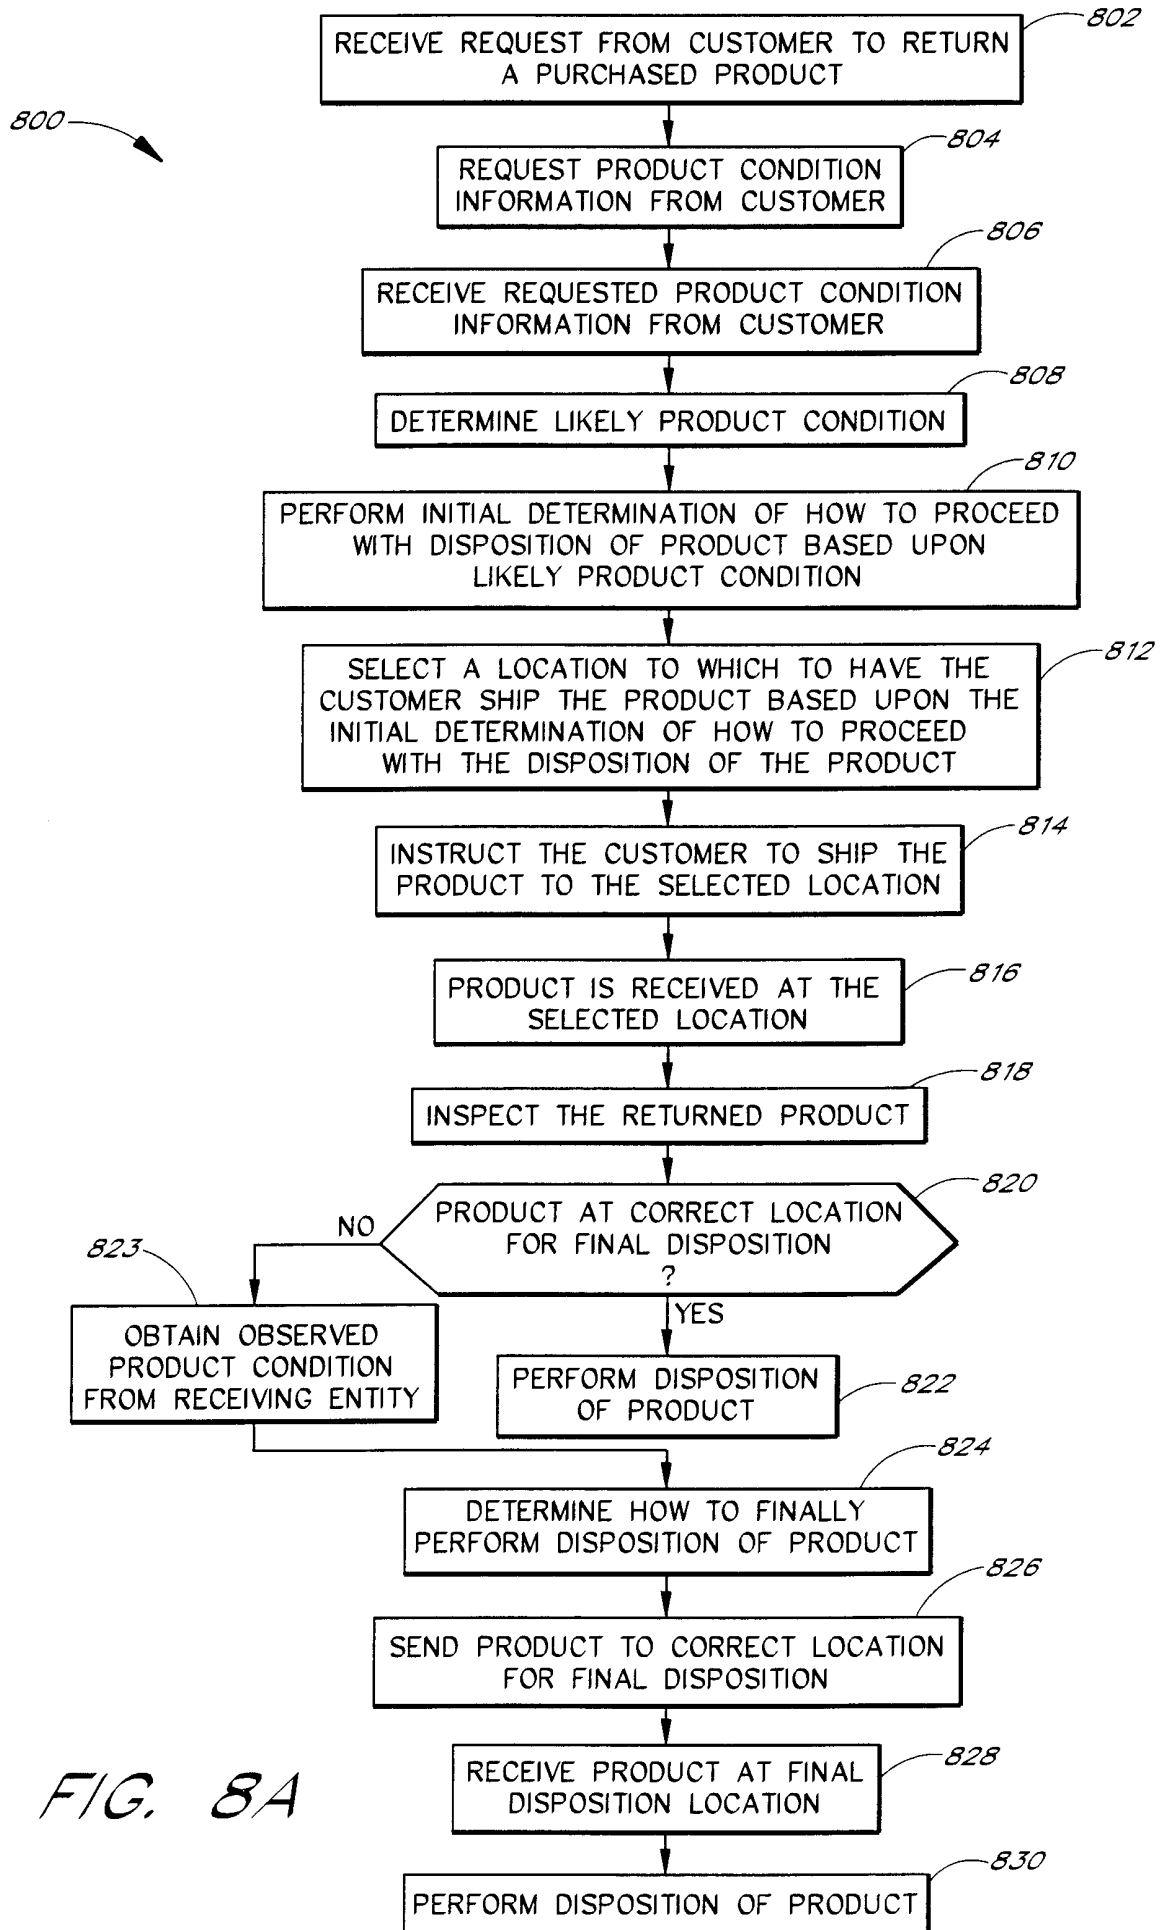 802
RECEIVE REQUEST FROM CUSTOMER TO RETURN
A PURCHASED PRODUCT
800
804
REQUEST PRODUCT CONDITION
INFORMATION FROM CUSTOMER
806
RECEIVE REQUESTED PRODUCT CONDITION
INFORMATION FROM CUSTOMER
808
DETERMINE LIKELY PRODUCT CONDITION
810
PERFORM INITIAL DETERMINATION OF HOW TO PROCEED
WITH DISPOSITION OF PRODUCT BASED UPON
LIKELY PRODUCT CONDITION
812
SELECT A LOCATION TO WHICH TO HAVE THE
CUSTOMER SHIP THE PRODUCT BASED UPON THE
INITIAL DETERMINATION OF HOW TO PROCEED
WITH THE DISPOSITION OF THE PRODUCT
814
INSTRUCT THE CUSTOMER TO SHIP THE
PRODUCT TO THE SELECTED LOCATION
816
PRODUCT IS RECEIVED AT THE
SELECTED LOCATION
818
INSPECT THE RETURNED PRODUCT
820
PRODUCT AT CORRECT LOCATION
FOR FINAL DISPOSITION
?
NO
YES
823
OBTAIN OBSERVED
PRODUCT CONDITION
FROM RECEIVING ENTITY
PERFORM DISPOSITION
OF PRODUCT
822
824
DETERMINE HOW TO FINALLY
PERFORM DISPOSITION OF PRODUCT
826
SEND PRODUCT TO CORRECT LOCATION
FOR FINAL DISPOSITION
828
RECEIVE PRODUCT AT FINAL
DISPOSITION LOCATION
FIG. 8A
830
PERFORM DISPOSITION OF PRODUCT